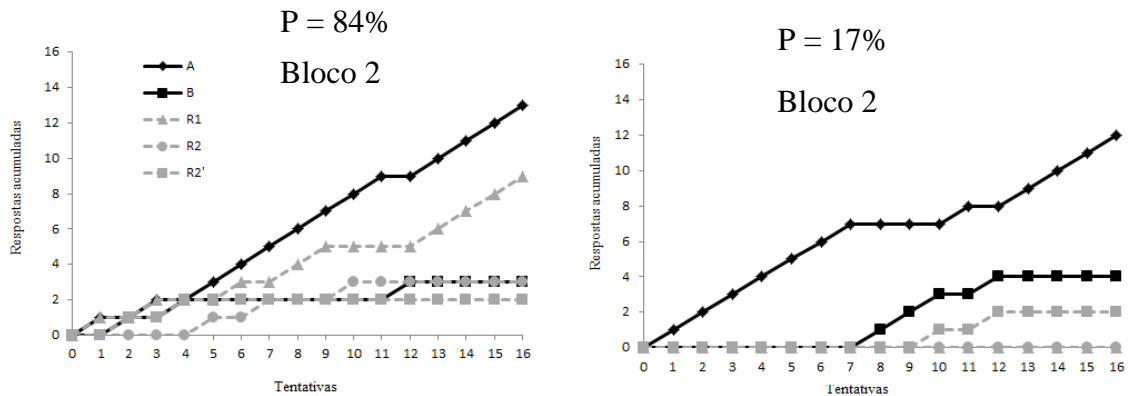 P = 84%
Bloco 2
16
14
12
10
8
6
4
2
0
Respostas acumuladas
A
B
R1
R2
R2'
0 1 2 3 4 5 6 7 8 9 10 11 12 13 14 15 16
Tentativas
P = 17%
Bloco 2
16
14
12
10
8
6
4
2
0
Respostas acumuladas
0 1 2 3 4 5 6 7 8 9 10 11 12 13 14 15 16
Tentativas